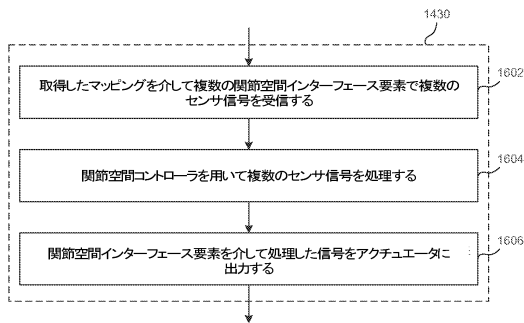 1430
取得したマッピングを介して複数の関節空間インターフェース要素で複数の
センサ信号を受信する
1602
関節空間コントローラを用いて複数のセンサ信号を処理する
1604
関節空間インターフェース要素を介して処理した信号をアクチュエータに
出力する
1606